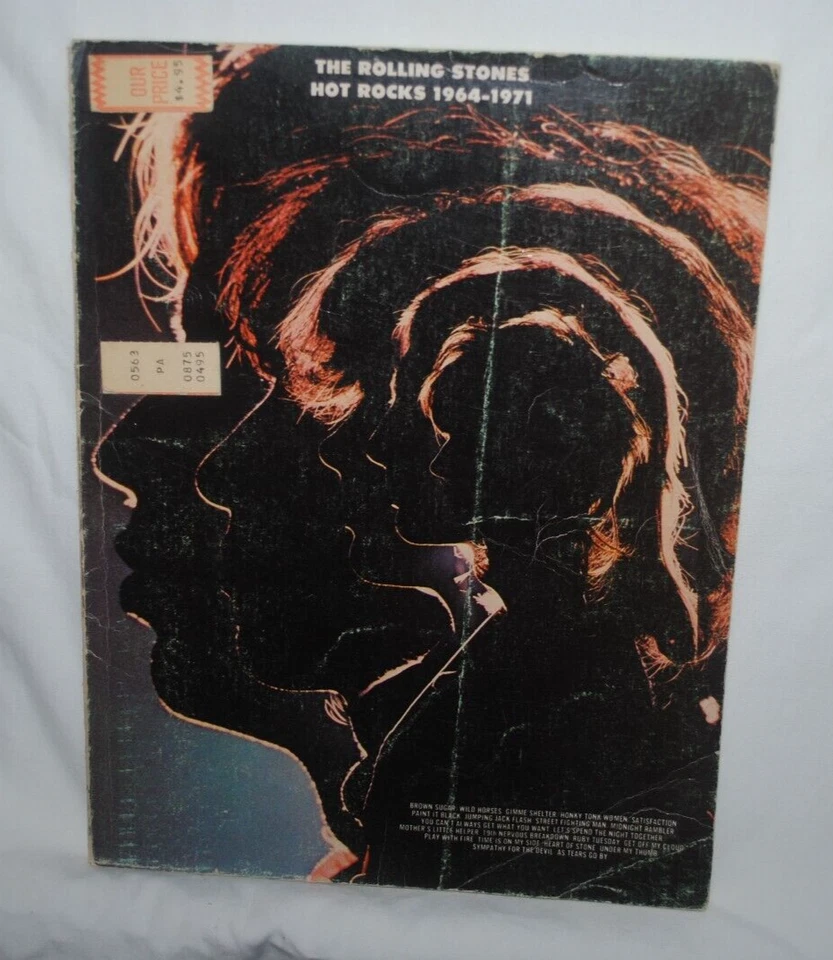 OUR
PRICE
$4.95
THE ROLLING STONES
HOT ROCKS 1964-1971
0563
PA
0875
0495
BROWN SUGAR WILD HORSES GIMME SHELTER HONKY TONK WOMEN SATISFACTION
PAINT IT BLACK JUMPING JACK FLASH STREET FIGHTING MAN MIDNIGHT RAMBLER
YOU CAN'T ALWAYS GET WHAT YOU WANT LET'S SPEND THE NIGHT TOGETHER
MOTHER'S LITTLE HELPER 19th NERVOUS BREAKDOWN RUBY TUESDAY GET OFF MY CLOUD
PLAY WITH FIRE TIME IS ON MY SIDE HEART OF STONE UNDER MY THUMB
SYMPATHY FOR THE DEVIL AS TEARS GO BY